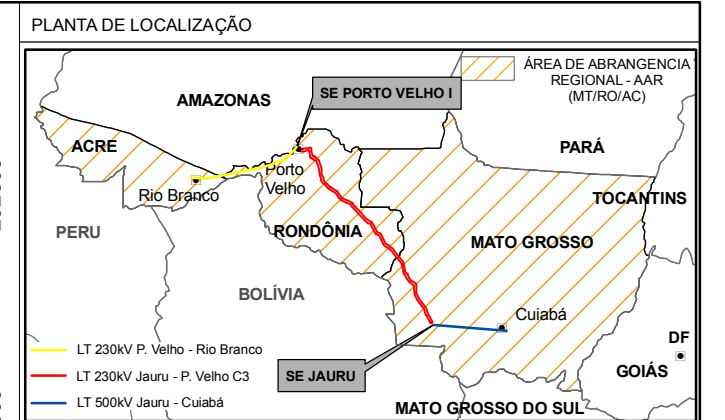 PLANTA DE LOCALIZAÇÃO
ÁREA DE ABRANGENCIA
REGIONAL - AAR
(MT/RO/AC)
SE PORTO VELHO I
AMAZONAS
ACRE
PARÁ
Porto
Velho
Rio Branco
TOCANTINS
PERU
RONDÔNIA
MATO GROSSO
BOLÍVIA
Cuiabá
DF
LT 230kV P. Velho - Rio Branco
LT 230kV Jauru - P. Velho C3
LT 500kV Jauru - Cuiabá
SE JAURU
GOIÁS
MATO GROSSO DO SUL